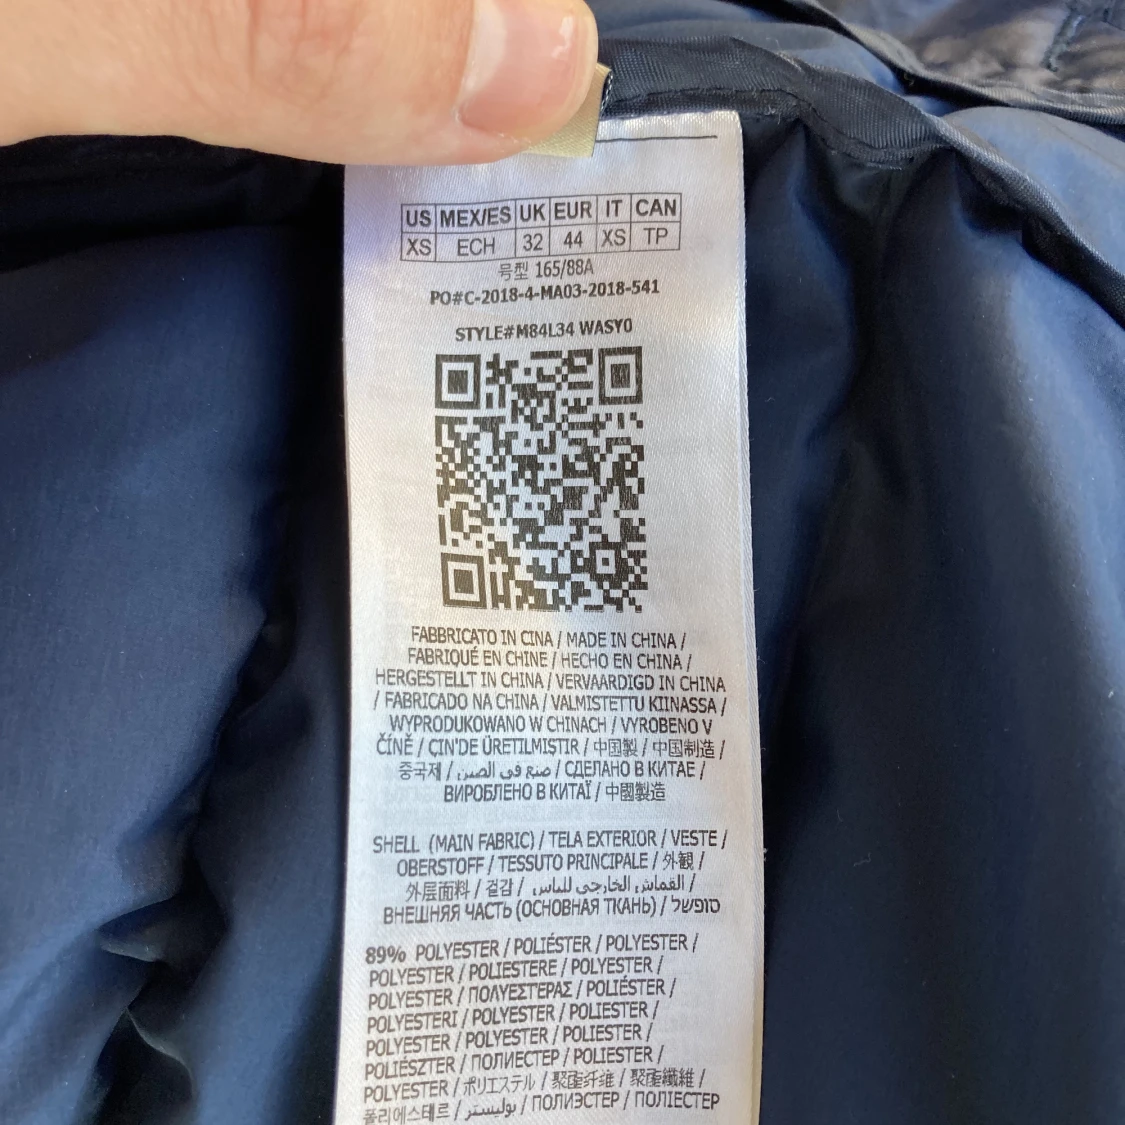 US MEX/ES UK EUR IT CAN
XS ECH 32 44 XS TP
号型 165/88A
PO#C-2018-4-MA03-2018-541
STYLE#M84L34 WASY0
FABBRICATO IN CINA / MADE IN CHINA /
FABRIQUÉ EN CHINE / HECHO EN CHINA /
HERGESTELLT IN CHINA / VERVAARDIGD IN CHINA
/ FABRICADO NA CHINA / VALMISTETTU KIINASSA /
WYPRODUKOWANO W CHINACH / VYROBENO V
ČÍNĚ / ÇIN'DE ÜRETILMISTIR / 中国製 / 中国制造 /
중국제 / صنع في الصين / СДЕЛАНО В КИТАЕ /
ВИРОБЛЕНО В КИТАЇ / 中國製造
SHELL (MAIN FABRIC) / TELA EXTERIOR / VESTE /
OBERSTOFF / TESSUTO PRINCIPALE / 外観 /
外层面料 / 겉감 / القماش الخارجي للباس /
ВНЕШНЯЯ ЧАСТЬ (ОСНОВНАЯ ТКАНЬ) / סופשל
89% POLYESTER / POLIÉSTER / POLYESTER /
POLYESTER / POLIESTERE / POLYESTER /
POLYESTER / ΠΟΛΥΕΣΤΕΡΑΣ / POLIÉSTER /
POLYESTERI / POLYESTER / POLIESTER /
POLYESTER / POLYESTER / POLIESTER /
POLIÉSZTER / ПОЛИЕСТЕР / POLIESTER /
POLYESTER / ポリエステル / 聚酯纤维 / 聚酯纖維 /
폴리에스테르 / بوليستر / ПОЛИЭСТЕР / ПОЛІЕСТЕР